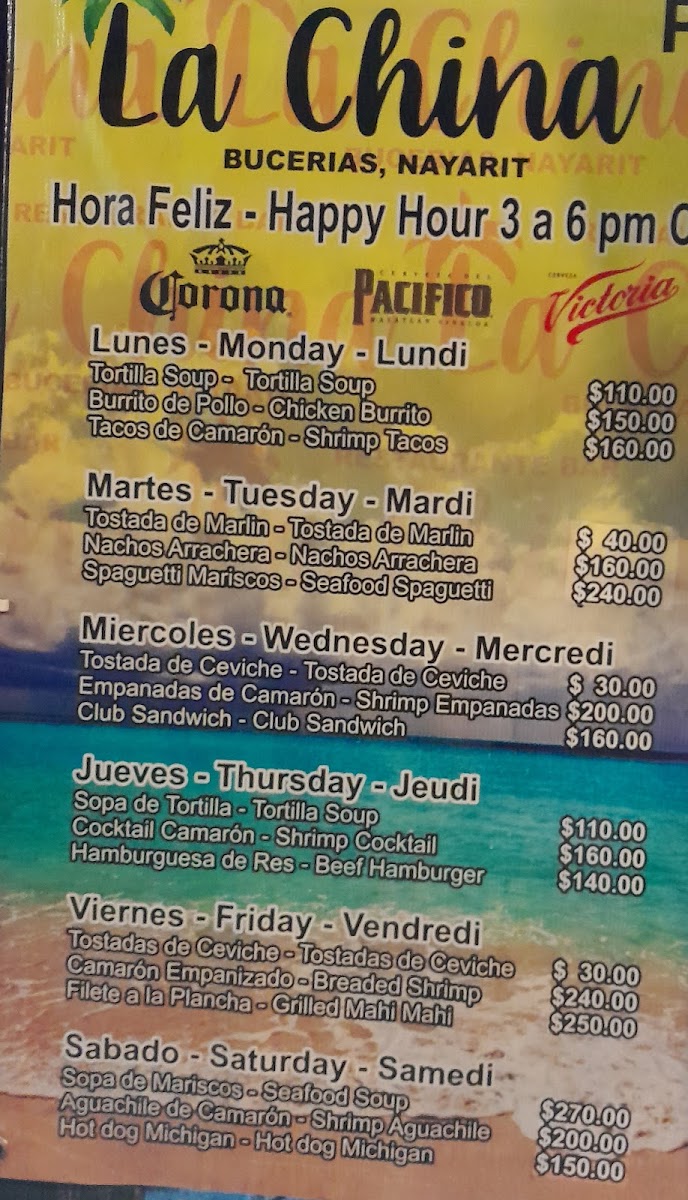 La China
BUCERIAS, NAYARIT
Hora Feliz - Happy Hour 3 a 6 pm
Corona
CERVEZA DEL
PACIFICO
MAZATLAN SINALOA
CERVEZA
Victoria
Lunes - Monday - Lundi
Tortilla Soup - Tortilla Soup $110.00
Burrito de Pollo - Chicken Burrito $150.00
Tacos de Camarón - Shrimp Tacos $160.00
Martes - Tuesday - Mardi
Tostada de Marlin - Tostada de Marlin $ 40.00
Nachos Arrachera - Nachos Arrachera $160.00
Spaguetti Mariscos - Seafood Spaguetti $240.00
Miercoles - Wednesday - Mercredi
Tostada de Ceviche - Tostada de Ceviche $ 30.00
Empanadas de Camarón - Shrimp Empanadas $200.00
Club Sandwich - Club Sandwich $160.00
Jueves - Thursday - Jeudi
Sopa de Tortilla - Tortilla Soup $110.00
Cocktail Camarón - Shrimp Cocktail $160.00
Hamburguesa de Res - Beef Hamburger $140.00
Viernes - Friday - Vendredi
Tostadas de Ceviche - Tostadas de Ceviche $ 30.00
Camarón Empanizado - Breaded Shrimp $240.00
Filete a la Plancha - Grilled Mahi Mahi $250.00
Sabado - Saturday - Samedi
Sopa de Mariscos - Seafood Soup $270.00
Aguachile de Camarón - Shrimp Aguachile $200.00
Hot dog Michigan - Hot dog Michigan $150.00